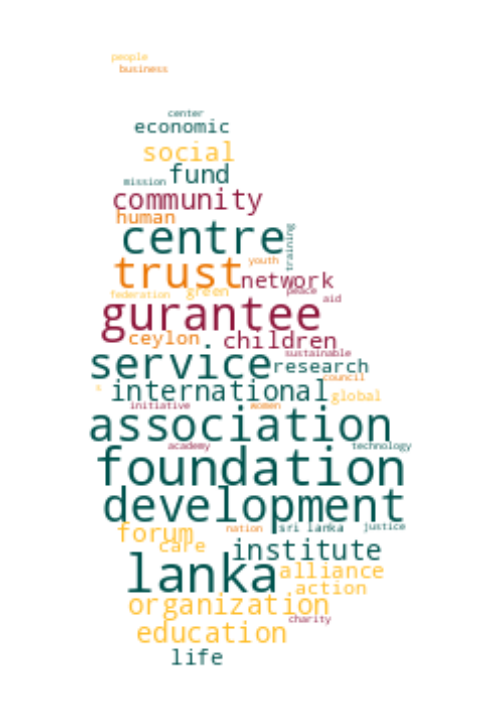 people
business
center
economic
social
mission fund
community
human
centre training
youth
trust network
federation green peace
aid
gurantee
ceylon. children
sustainable
service research
council
international global
initiative women
association
academy technology
foundation
development
forum nation sri lanka justice
care institute
lanka alliance
action
organization
charity
education
life